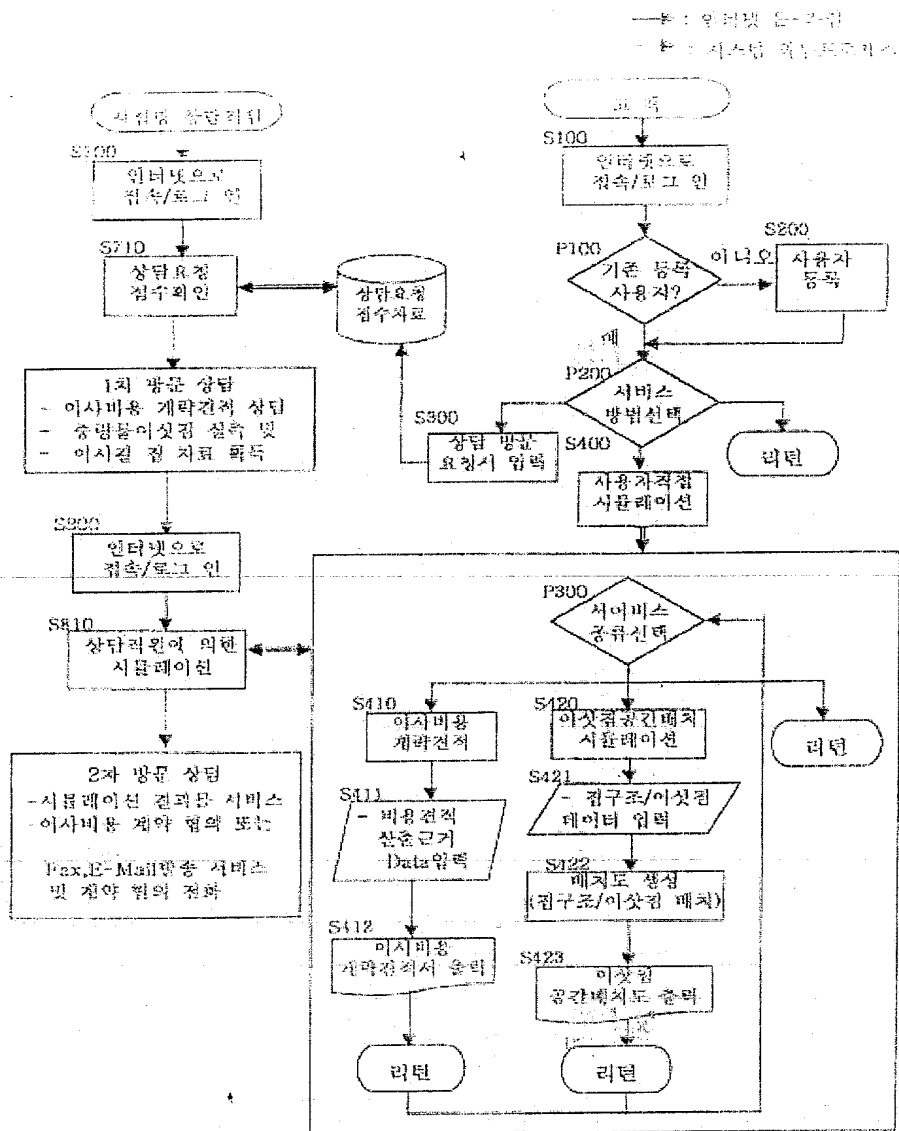 고객
S100
인터넷으로
접속/로그 인
P100
기존 등록
사용자?
아니오
S200
사용자
등록
예
P200
서비스
방법선택
S300
상담 방문
요청서 입력
S400
사용자직접
시뮬레이션
리턴
S700
인터넷으로
접속/로그 인
S710
상담요청
접수확인
상담요청
접수자료
1차 방문 상담
- 이사비용 개략견적 상담
- 중량물이삿짐 실측 및
- 이사갈 집 자료 획득
S800
인터넷으로
접속/로그 인
S810
상담직원에 의한
시뮬레이션
2차 방문 상담
-시뮬레이션 결과물 서비스
-이사비용 계약 협의 또는
Fax,E-Mail발송 서비스
및 계약 협의 전화
P300
서어비스
종류선택
S410
이사비용
개략견적
S411
- 비용견적
산출근거
Data입력
S412
이사비용
개략견적서 출력
리턴
S420
이삿짐공간배치
시뮬레이션
S421
- 집구조/이삿짐
데이터 입력
S422
배치도 생성
(집구조/이삿짐 배치)
S423
이삿짐
공간배치도 출력
리턴
리턴